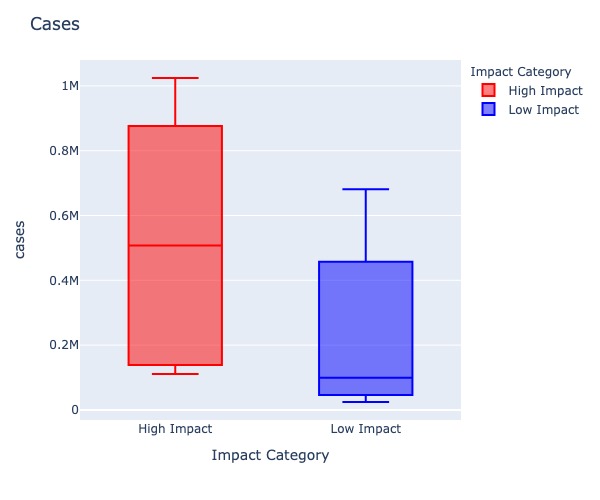 Cases
Impact Category
High Impact
Low Impact
1M
0.8M
0.6M
0.4M
0.2M
0
cases
High Impact
Low Impact
Impact Category